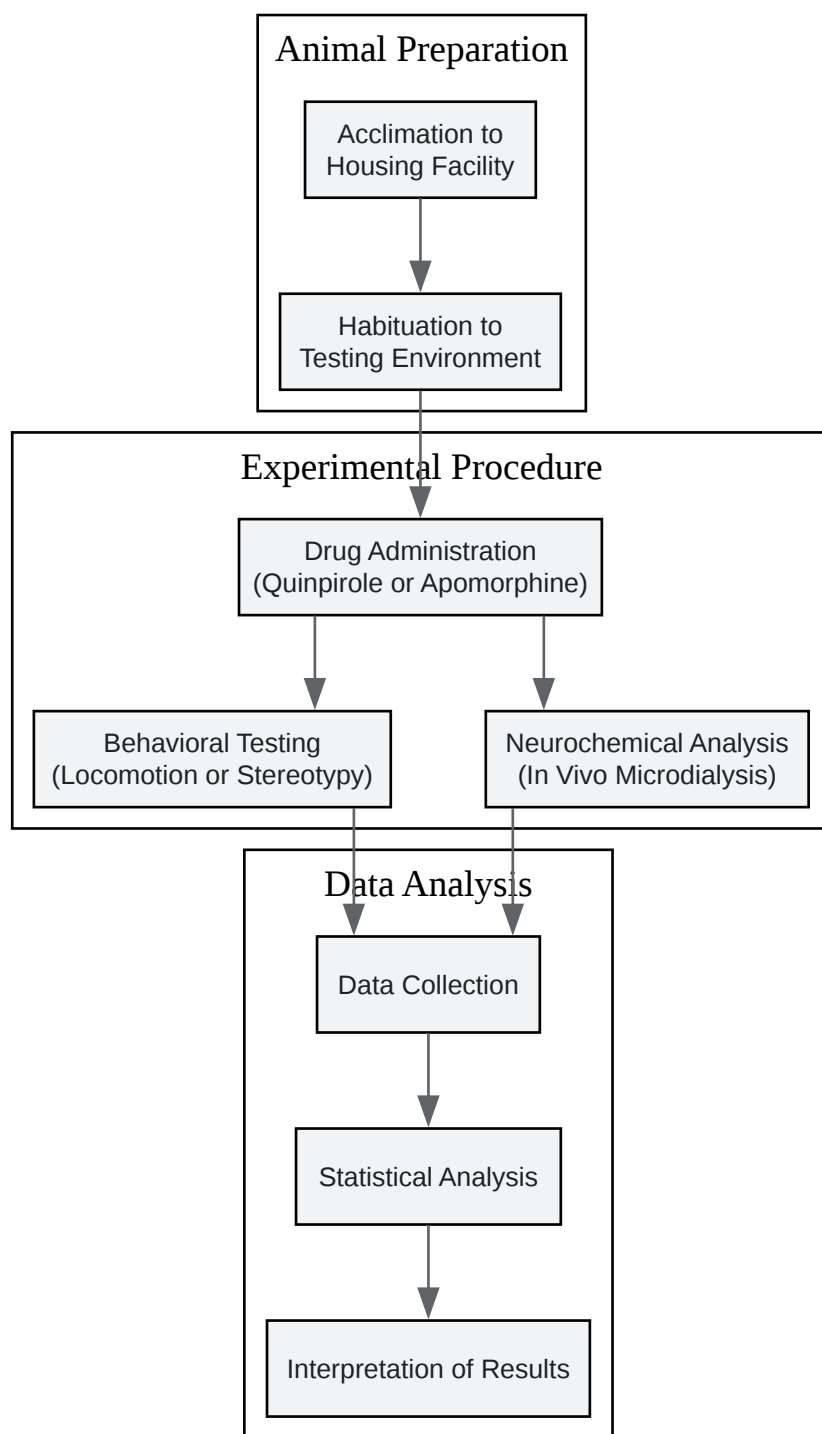 Animal Preparation
Acclimation to
Housing Facility
Habituation to
Testing Environment
Experimental Procedure
Drug Administration
(Quinpirole or Apomorphine)
Behavioral Testing
(Locomotion or Stereotypy)
Neurochemical Analysis
(In Vivo Microdialysis)
Data Analysis
Data Collection
Statistical Analysis
Interpretation of Results